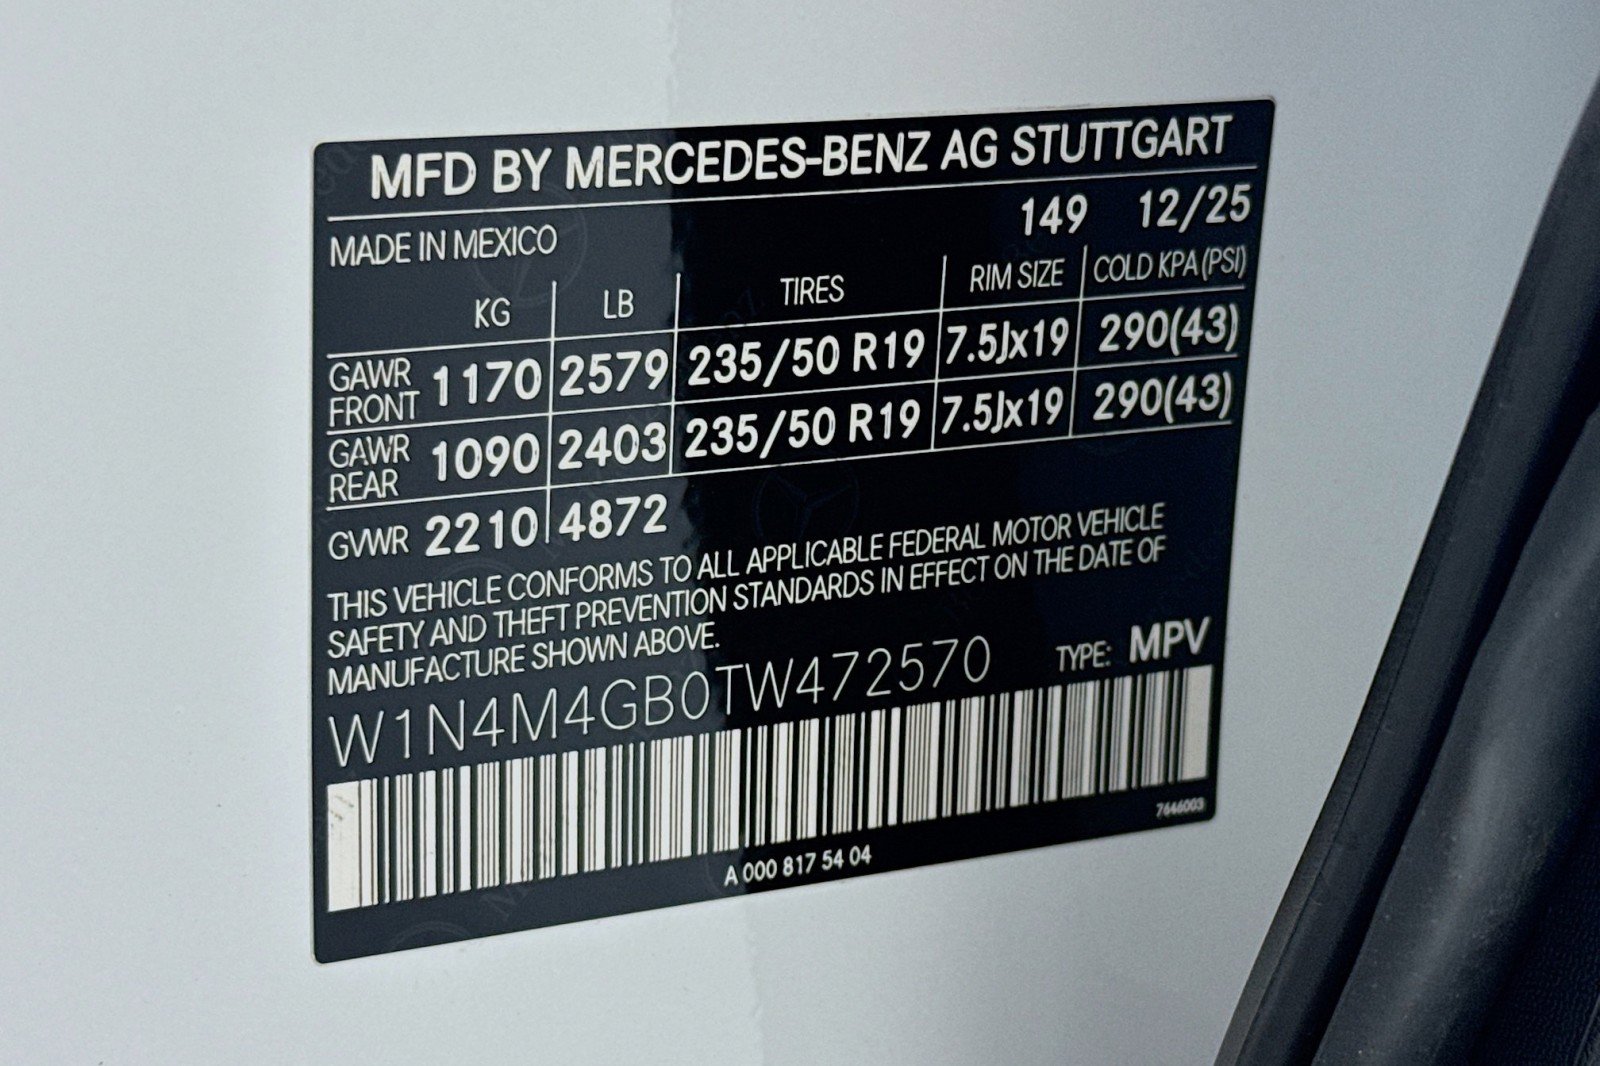 MFD BY MERCEDES-BENZ AG STUTTGART
MADE IN MEXICO 149 12/25
KG LB TIRES RIM SIZE COLD KPA (PSI)
GAWR FRONT 1170 2579 235/50 R19 7.5Jx19 290(43)
GAWR REAR 1090 2403 235/50 R19 7.5Jx19 290(43)
GVWR 2210 4872
THIS VEHICLE CONFORMS TO ALL APPLICABLE FEDERAL MOTOR VEHICLE
SAFETY AND THEFT PREVENTION STANDARDS IN EFFECT ON THE DATE OF
MANUFACTURE SHOWN ABOVE.
W1N4M4GB0TW472570 TYPE: MPV
7646003
A 000 817 54 04